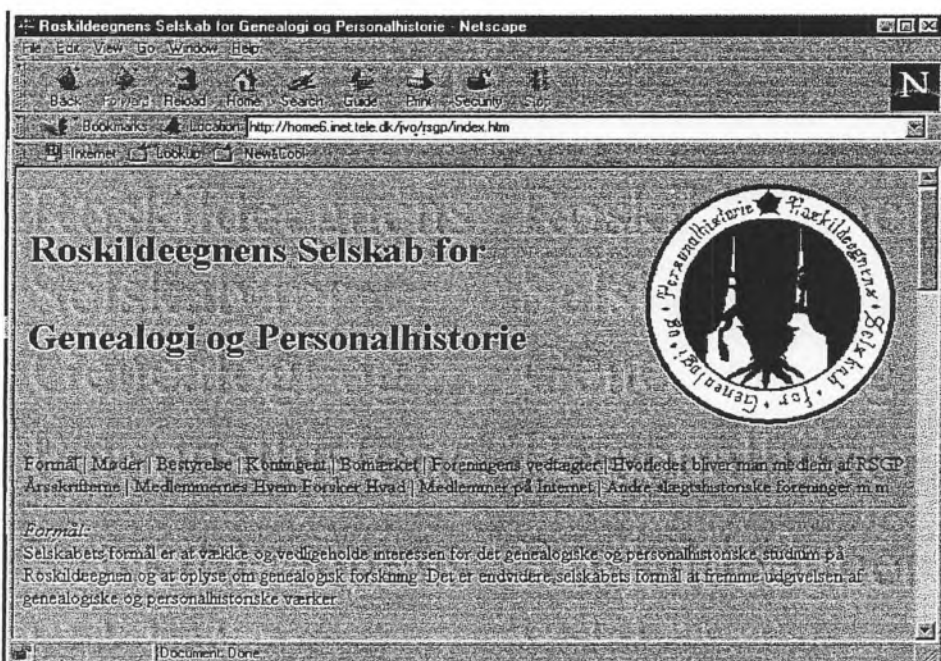 Roskildeegnens Selskab for Genealogi og Personalhistorie - Netscape
File Edit View Go Window Help
Back Forward Reload Home Search Guide Print Security Stop
N
Bookmarks Location: http://home6.inet.tele.dk/jvo/rsgp/index.htm
Internet Lookup New&Cool
Roskildeegnens Selskab for
Genealogi og Personalhistorie
Roskildeegnens · Selskab · for · Genealogi · og · Personalhistorie
Formål | Møder | Bestyrelse | Kontingent | Bomærket | Foreningens vedtægter | Hvorledes bliver man medlem af RSGP
Årsskrifterne | Medlemmernes Hvem Forsker Hvad | Medlemmer på Internet | Andre slægtshistoriske foreninger m.m.
Formål:
Selskabets formål er at vække og vedligeholde interessen for det genealogiske og personalhistoriske studium på
Roskildeegnen og at oplyse om genealogisk forskning. Det er endvidere selskabets formål at fremme udgivelsen af
genealogiske og personalhistoriske værker.
Document: Done